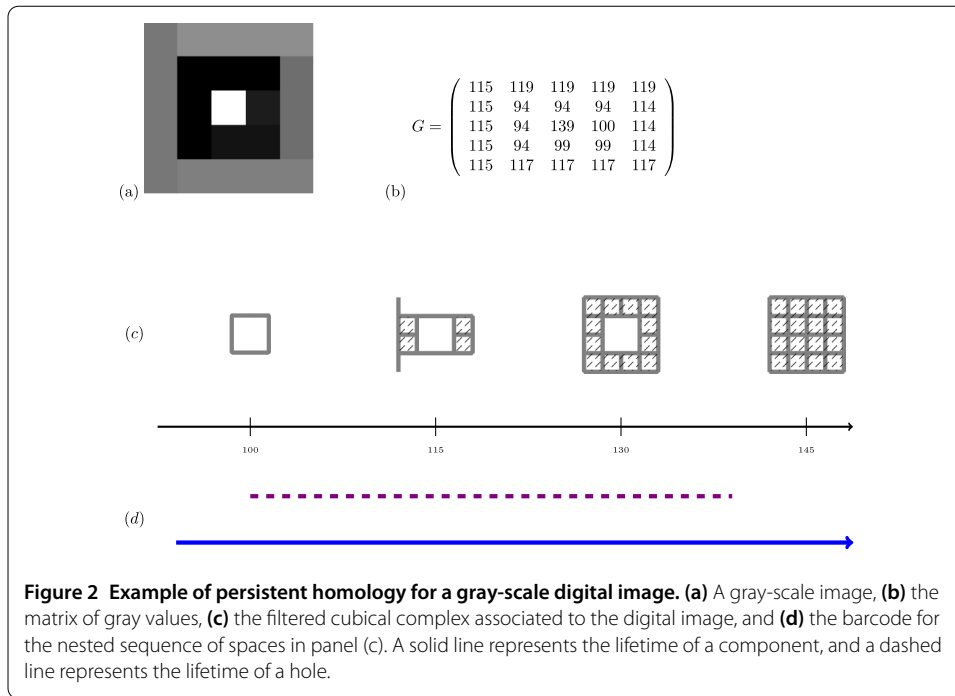 115 119 119 119 119
115 94 94 94 114
G = 115 94 139 100 114
115 94 99 99 114
115 117 117 117 117
(a)
(b)
(c)
100 115 130 145
(d)
Figure 2 Example of persistent homology for a gray-scale digital image. (a) A gray-scale image, (b) the
matrix of gray values, (c) the filtered cubical complex associated to the digital image, and (d) the barcode for
the nested sequence of spaces in panel (c). A solid line represents the lifetime of a component, and a dashed
line represents the lifetime of a hole.